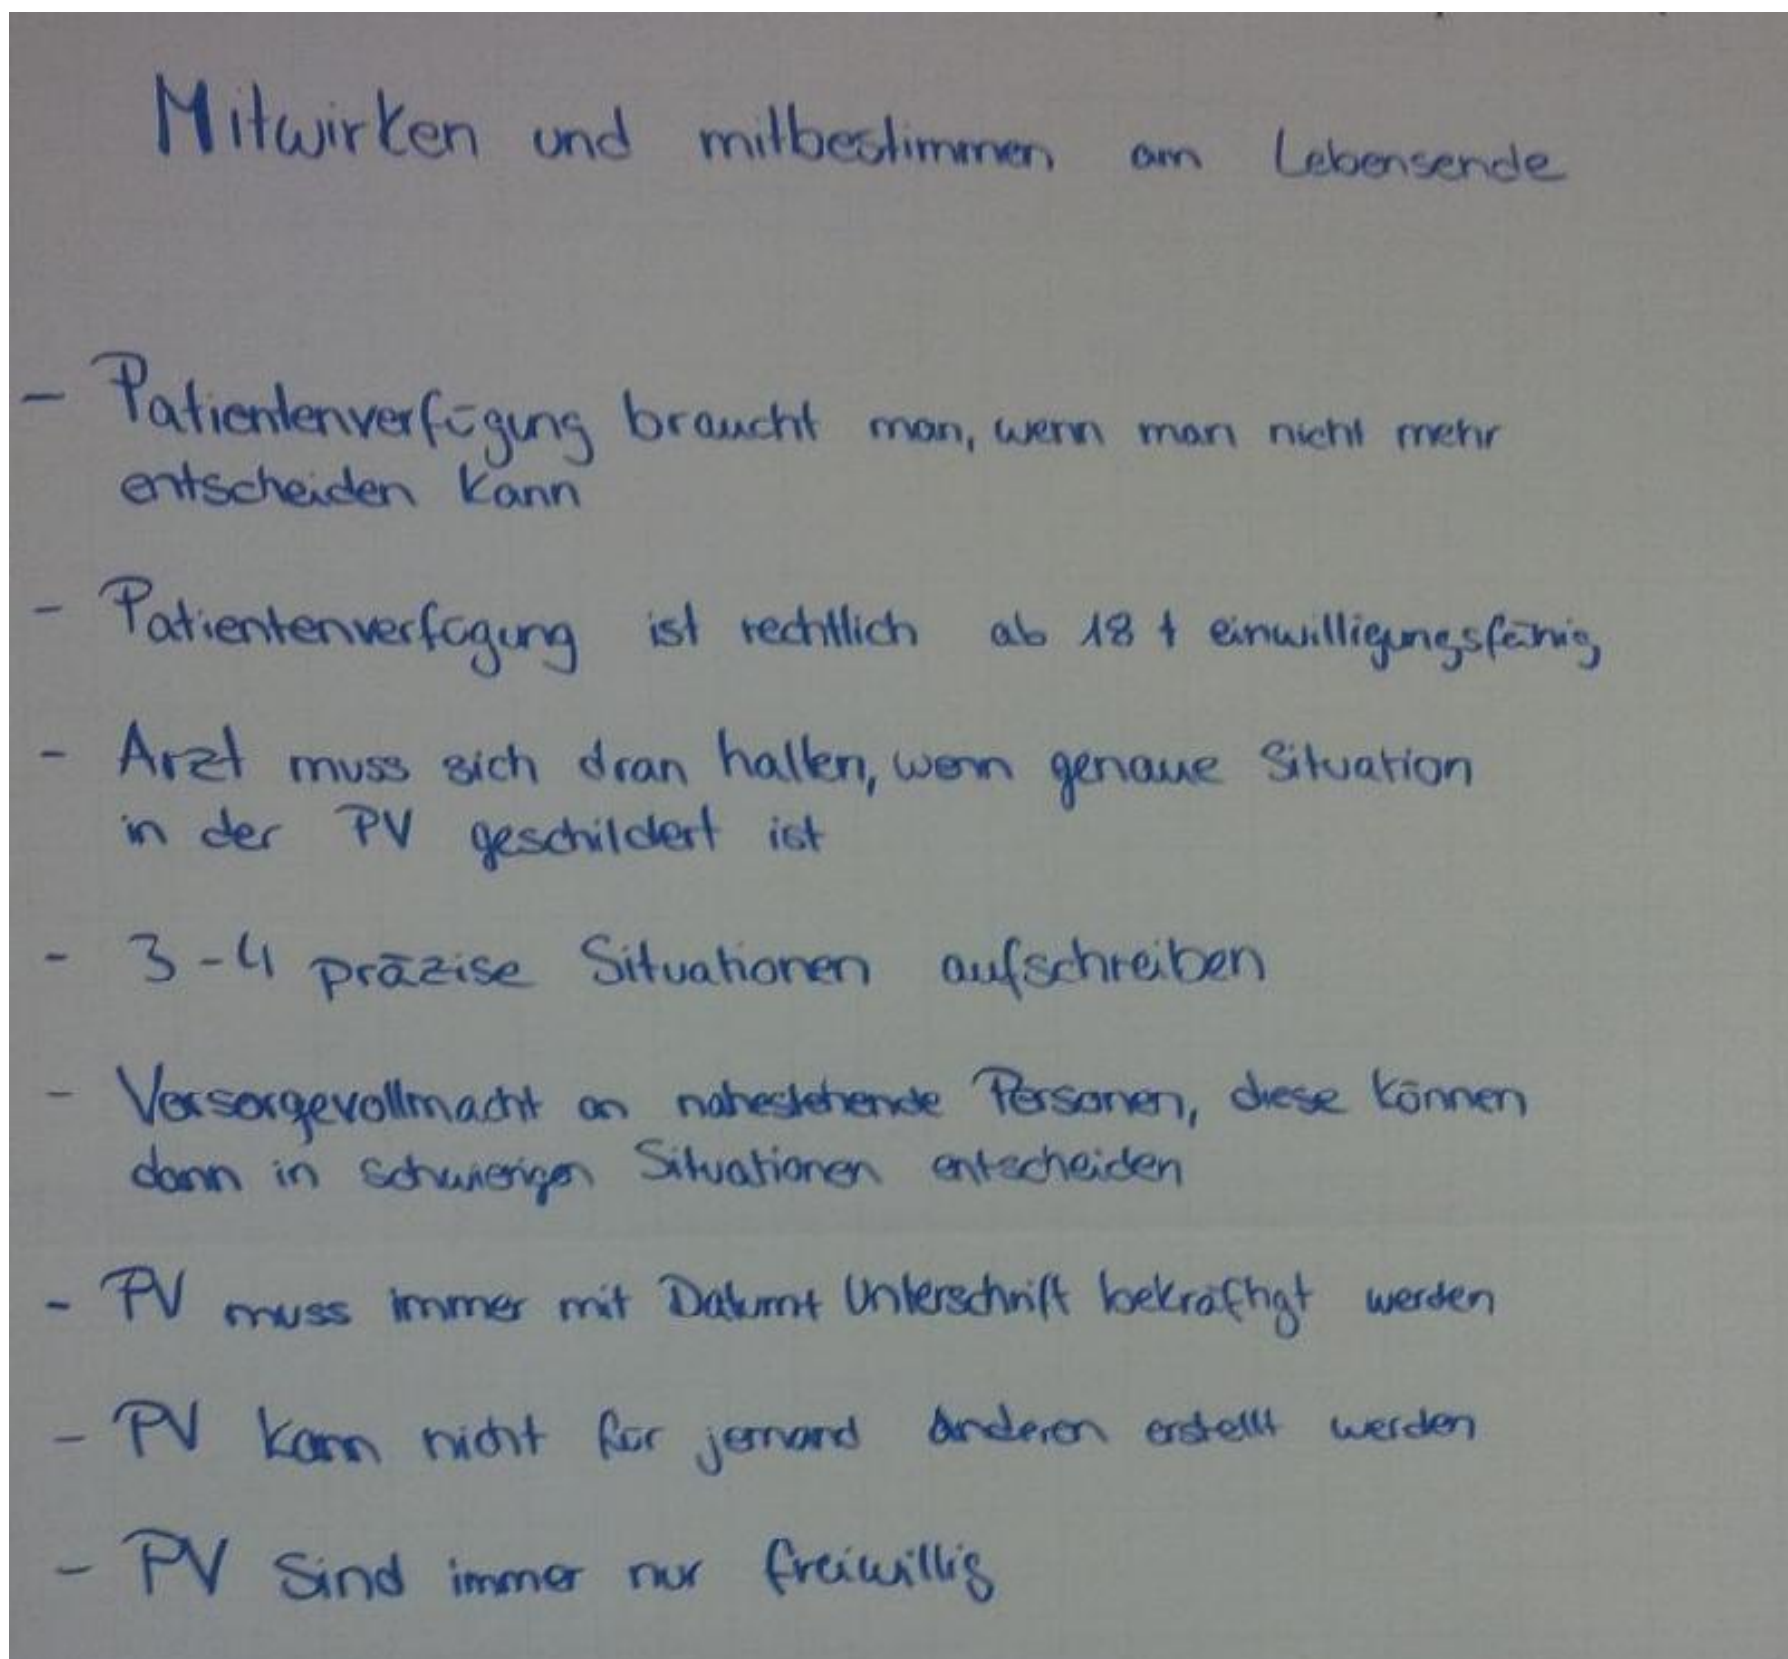 Mitwirken und mitbestimmen am Lebensende
- Patientenverfügung braucht man, wenn man nicht mehr
entscheiden kann
- Patientenverfügung ist rechtlich ab 18 + einwilligungsfähig
- Arzt muss sich dran halten, wenn genaue Situation
in der PV geschildert ist
- 3-4 präzise Situationen aufschreiben
- Vorsorgevollmacht an nahestehende Personen, diese können
dann in schwierigen Situationen entscheiden
- PV muss immer mit Datum + Unterschrift bekräftigt werden
- PV kann nicht für jemand Anderen erstellt werden
- PV Sind immer nur freiwillig